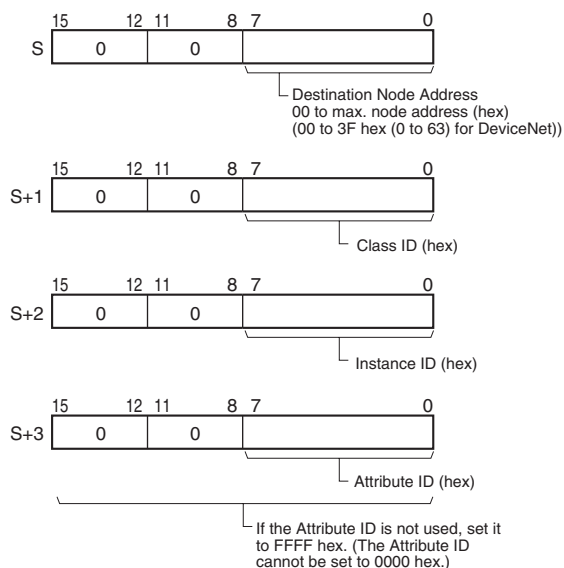 15 12 11 8 7 0
S 0 0
Destination Node Address
00 to max. node address (hex)
(00 to 3F hex (0 to 63) for DeviceNet))
15 12 11 8 7 0
S+1 0 0
Class ID (hex)
15 12 11 8 7 0
S+2 0 0
Instance ID (hex)
15 12 11 8 7 0
S+3 0 0
Attribute ID (hex)
If the Attribute ID is not used, set it
to FFFF hex. (The Attribute ID
cannot be set to 0000 hex.)